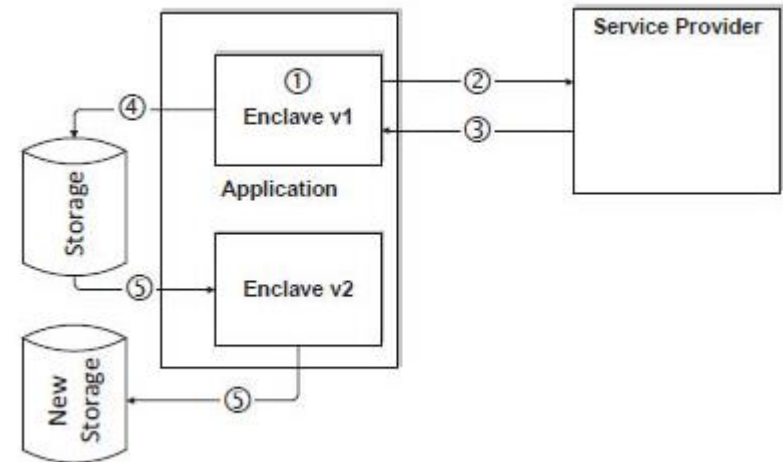 Service Provider
①
Enclave v1
②
④
③
Application
Storage
Enclave v2
⑤
New
Storage
⑤